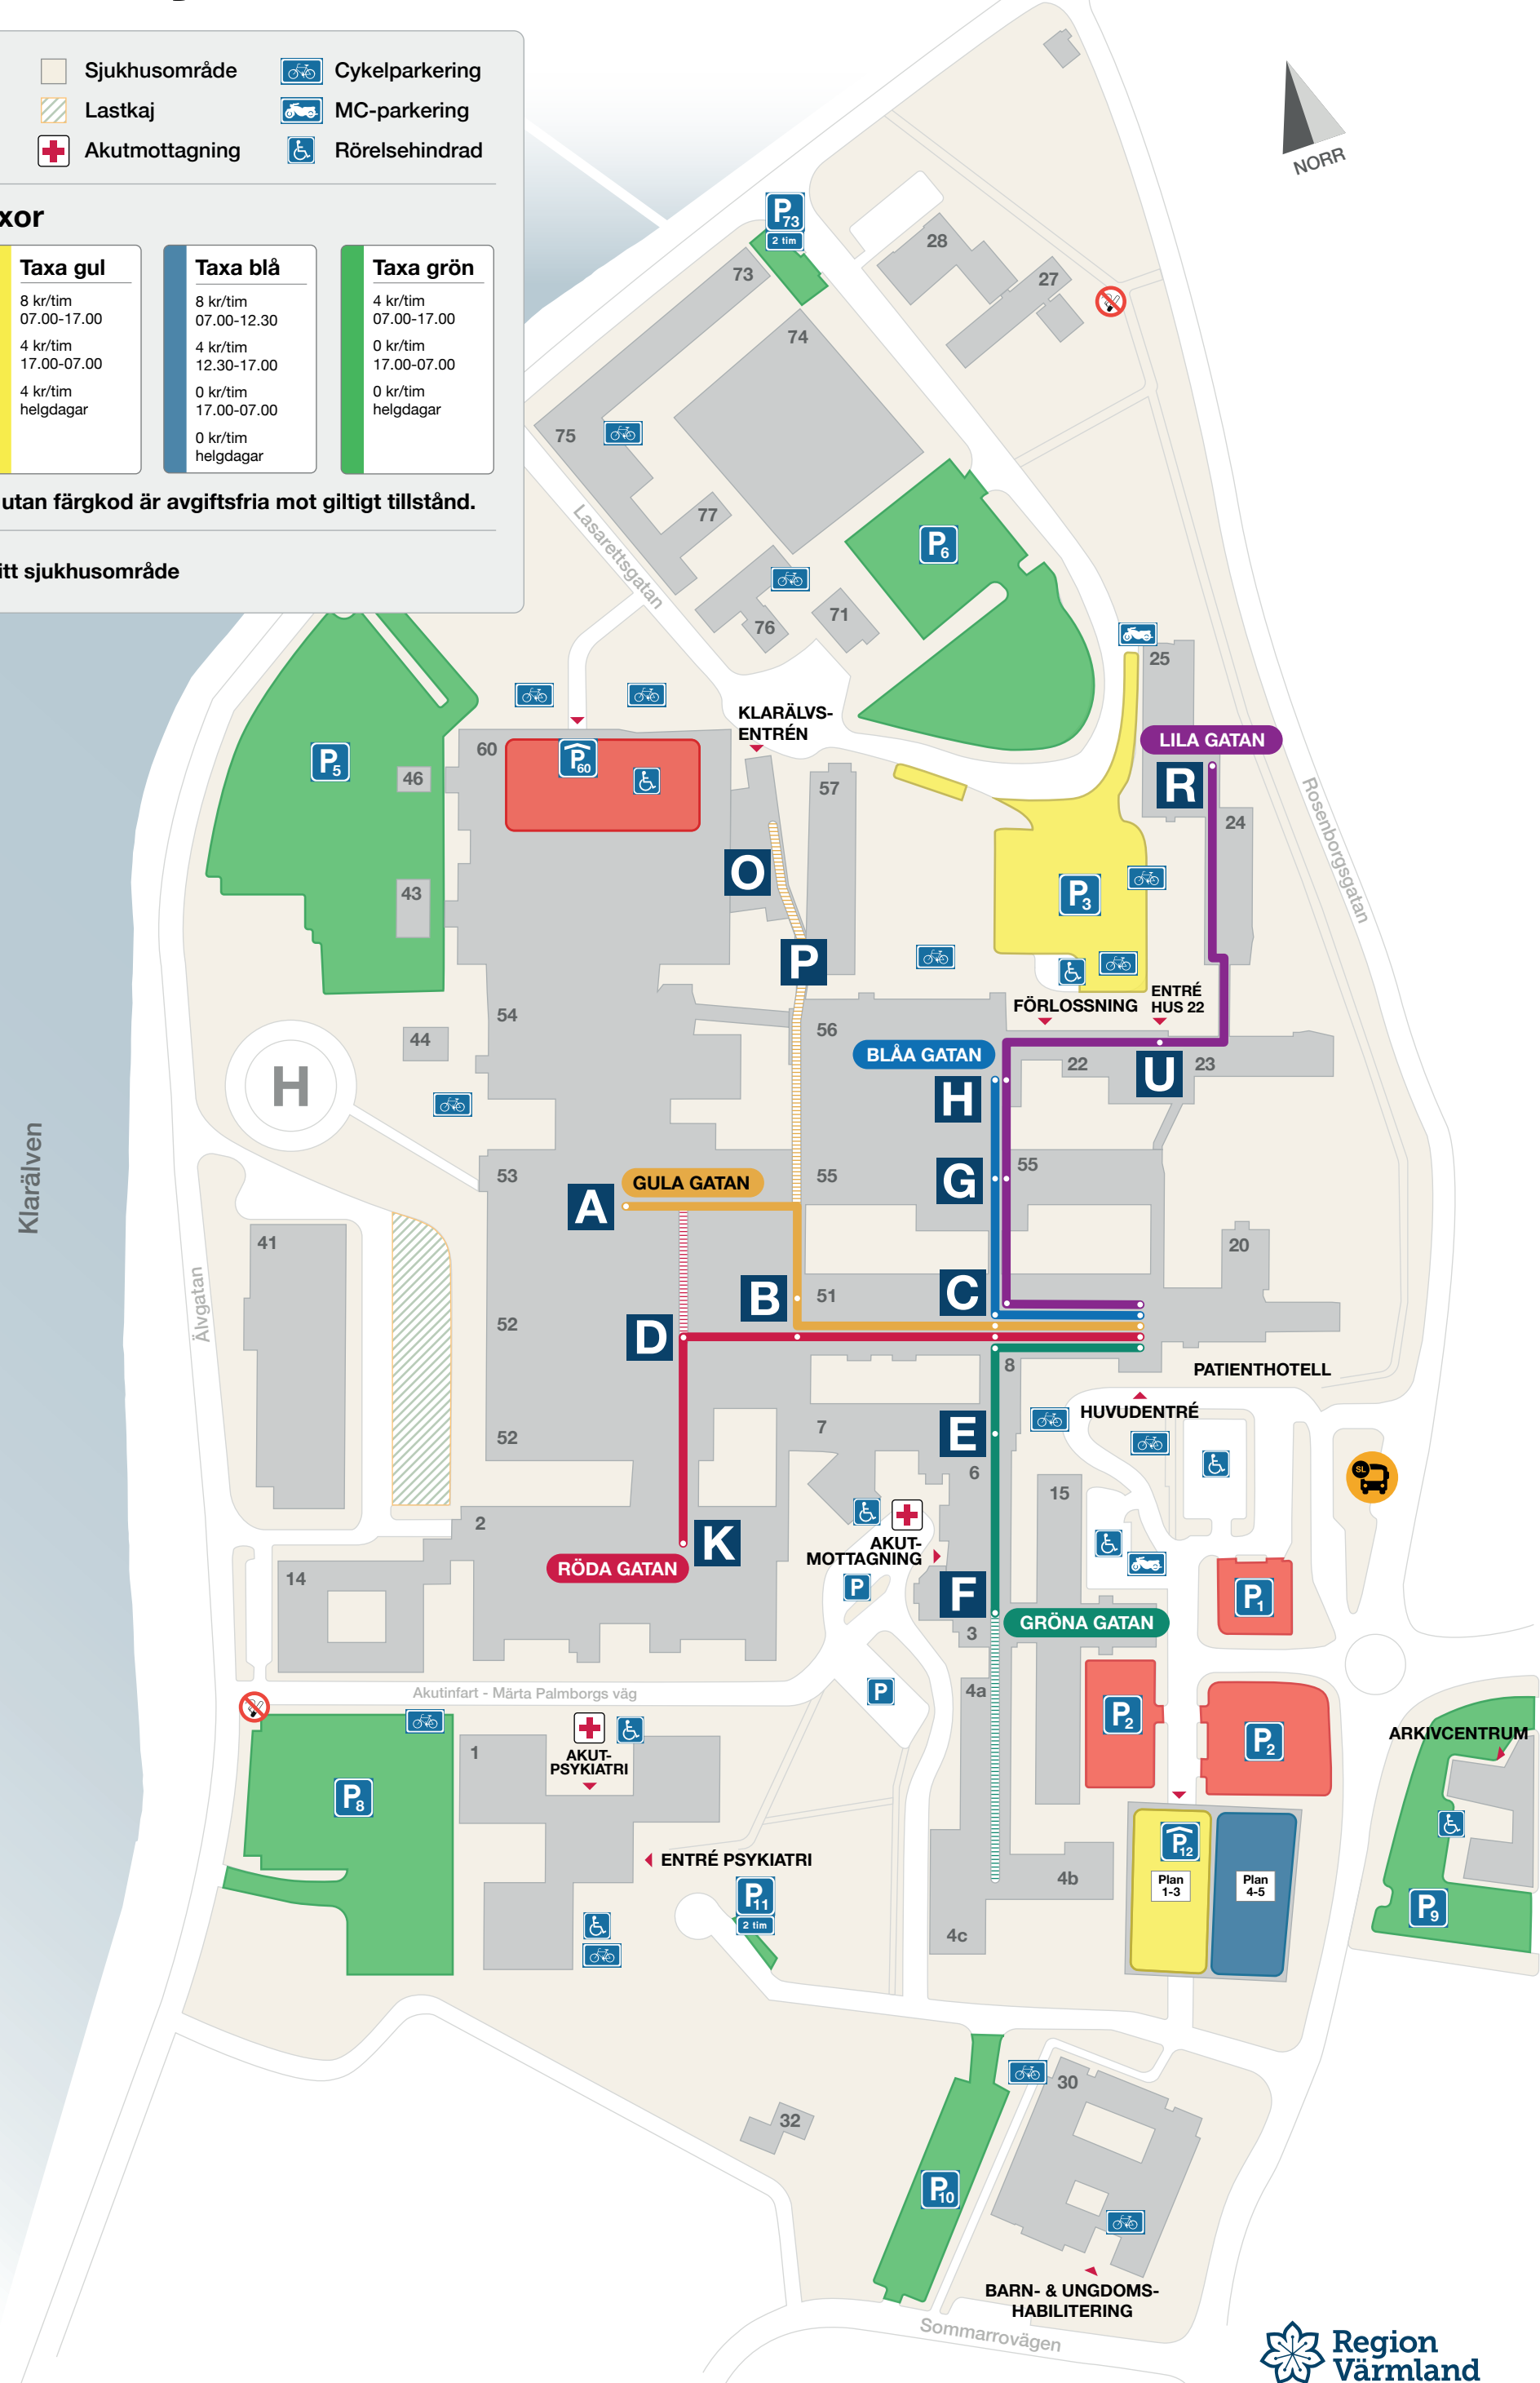 Sjukhusområde
Cykelparkering
Lastkaj
MC-parkering
Akutmottagning
Rörelsehindrad
xor
Taxa gul
8 kr/tim
07.00-17.00
4 kr/tim
17.00-07.00
4 kr/tim
helgdagar
Taxa blå
8 kr/tim
07.00-12.30
4 kr/tim
12.30-17.00
0 kr/tim
17.00-07.00
0 kr/tim
helgdagar
Taxa grön
4 kr/tim
07.00-17.00
0 kr/tim
17.00-07.00
0 kr/tim
helgdagar
utan färgkod är avgiftsfria mot giltigt tillstånd.
itt sjukhusområde
NORR
P73
2 tim
73
28
27
74
75
77
Lasarettsgatan
P6
76
71
25
KLARÄLVS-
ENTRÉN
LILA GATAN
R
P5
46
60
P60
57
24
Rosenborgsgatan
O
43
P3
P
FÖRLOSSNING
ENTRÉ
HUS 22
54
56
44
BLÅA GATAN
22
U
23
H
H
Klarälven
53
GULA GATAN
55
G
55
A
41
20
Älvgatan
B
51
C
52
D
8
PATIENTHOTELL
HUVUDENTRÉ
52
7
E
6
SL
15
2
K
AKUT-
MOTTAGNING
RÖDA GATAN
14
P
F
P1
GRÖNA GATAN
3
Akutinfart - Märta Palmborgs väg
P
4a
P2
P2
ARKIVCENTRUM
1
AKUT-
PSYKIATRI
P8
P12
ENTRÉ PSYKIATRI
4b
Plan
1-3
Plan
4-5
P11
2 tim
P9
4c
30
32
P10
BARN- & UNGDOMS-
HABILITERING
Sommarrovägen
Region
Värmland